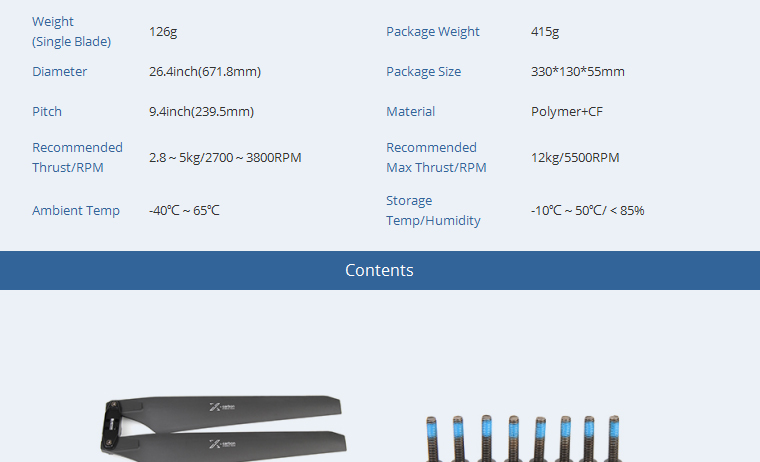 Weight
(Single Blade)
126g
Package Weight
415g
Diameter
26.4inch(671.8mm)
Package Size
330*130*55mm
Pitch
9.4inch(239.5mm)
Material
Polymer+CF
Recommended
Thrust/RPM
2.8～5kg/2700～3800RPM
Recommended
Max Thrust/RPM
12kg/5500RPM
Ambient Temp
-40℃～65℃
Storage
Temp/Humidity
-10℃～50℃/ < 85%
Contents